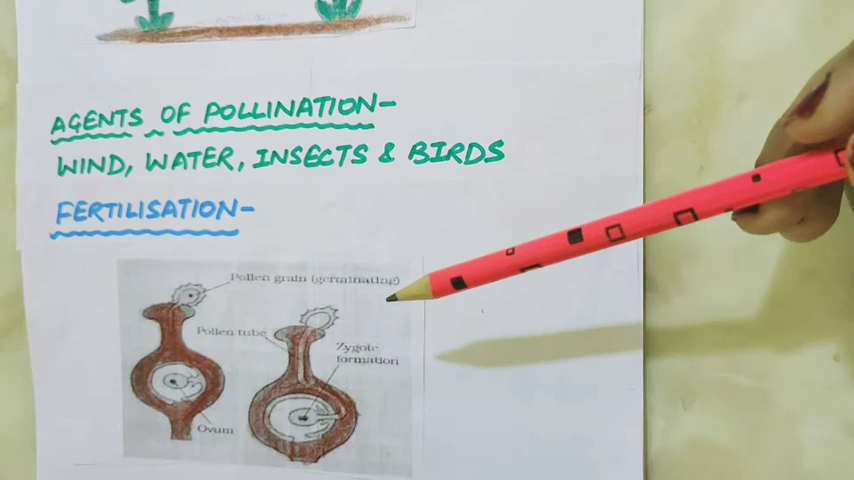 AGENTS OF POLLINATION-
WIND, WATER, INSECTS & BIRDS
FERTILISATION-
Pollen grain (germinating)
Pollen tube
Zygote
formation
Ovum